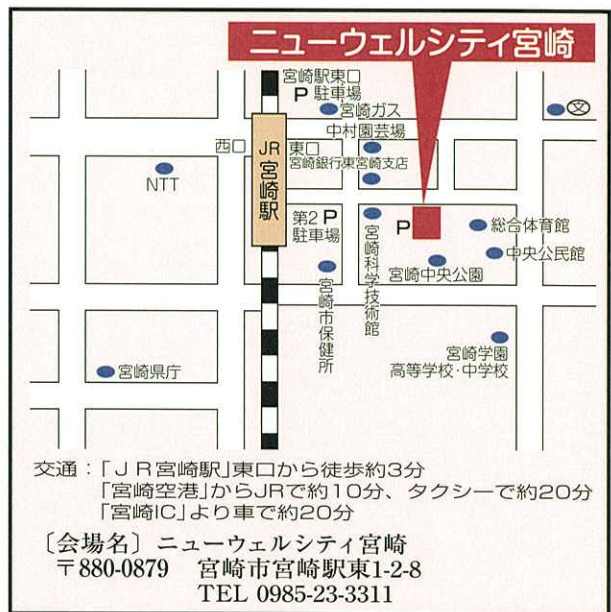 ニューウェルシティ宮崎
宮崎駅東口
P 駐車場
宮崎ガス
文
中村園芸場
西口
JR宮崎駅
東口
宮崎銀行東宮崎支店
NTT
第2 P
駐車場
P
総合体育館
中央公民館
宮崎科学技術館
宮崎中央公園
宮崎市保健所
宮崎学園
高等学校・中学校
宮崎県庁
交通:「JR宮崎駅」東口から徒歩約3分
「宮崎空港」からJRで約10分、タクシーで約20分
「宮崎IC」より車で約20分
〔会場名〕ニューウェルシティ宮崎
〒880-0879 宮崎市宮崎駅東1-2-8
TEL 0985-23-3311